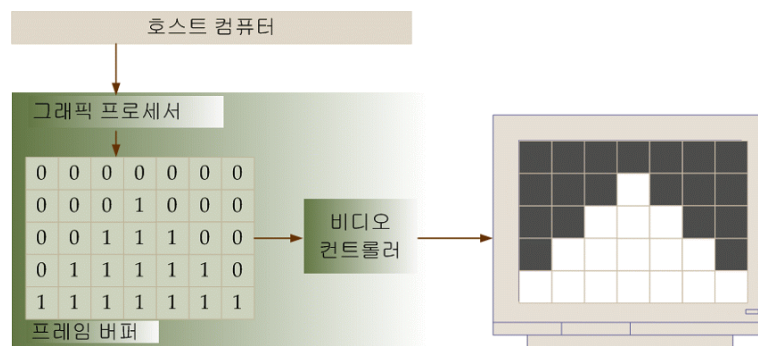 호스트 컴퓨터
그래픽 프로세서
0 0 0 0 0 0 0
0 0 0 1 0 0 0
0 0 1 1 1 0 0
0 1 1 1 1 1 0
1 1 1 1 1 1 1
프레임 버퍼
비디오
컨트롤러